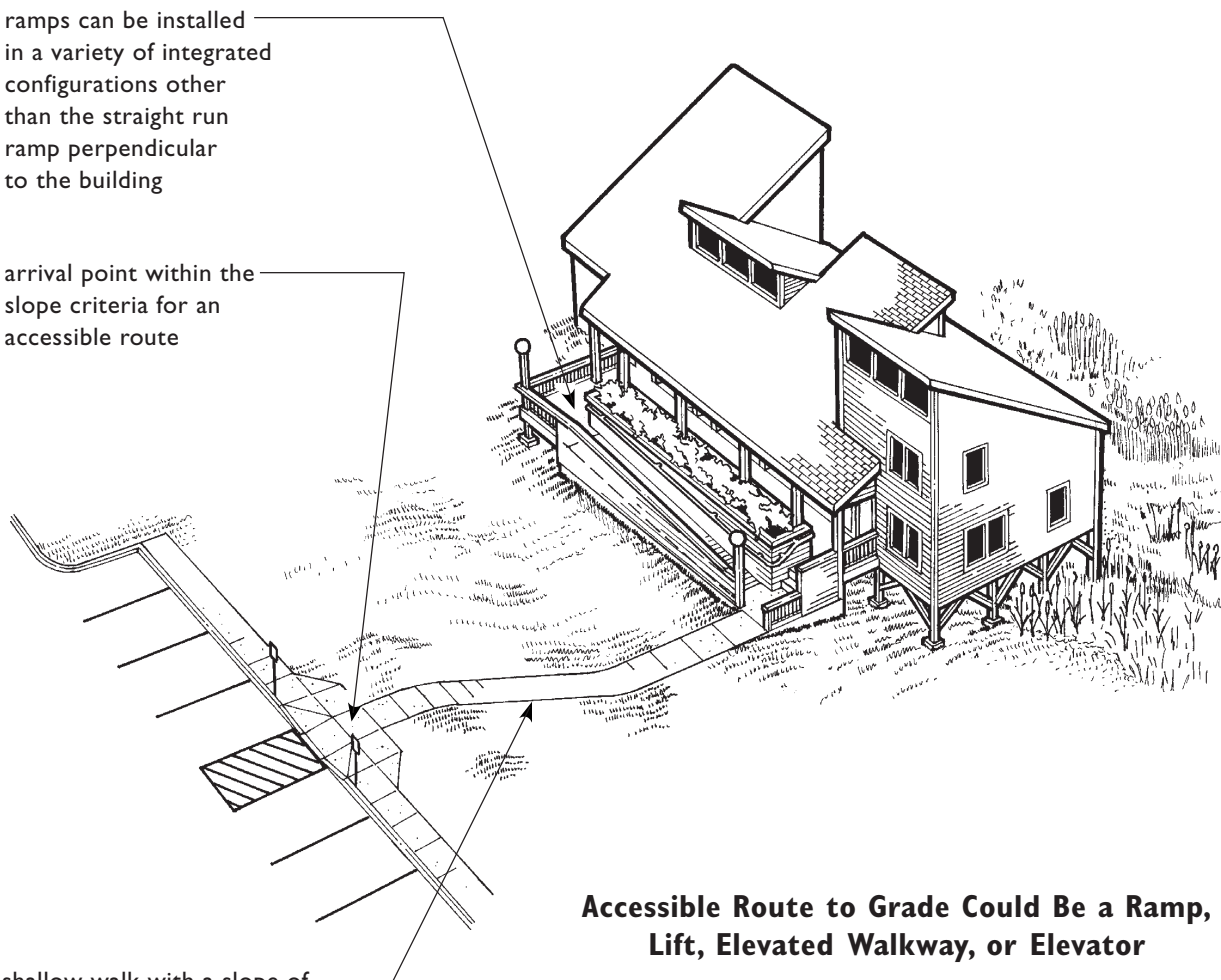 ramps can be installed
in a variety of integrated
configurations other
than the straight run
ramp perpendicular
to the building
arrival point within the
slope criteria for an
accessible route
Accessible Route to Grade Could Be a Ramp,
Lift, Elevated Walkway, or Elevator
shallow walk with a slope of